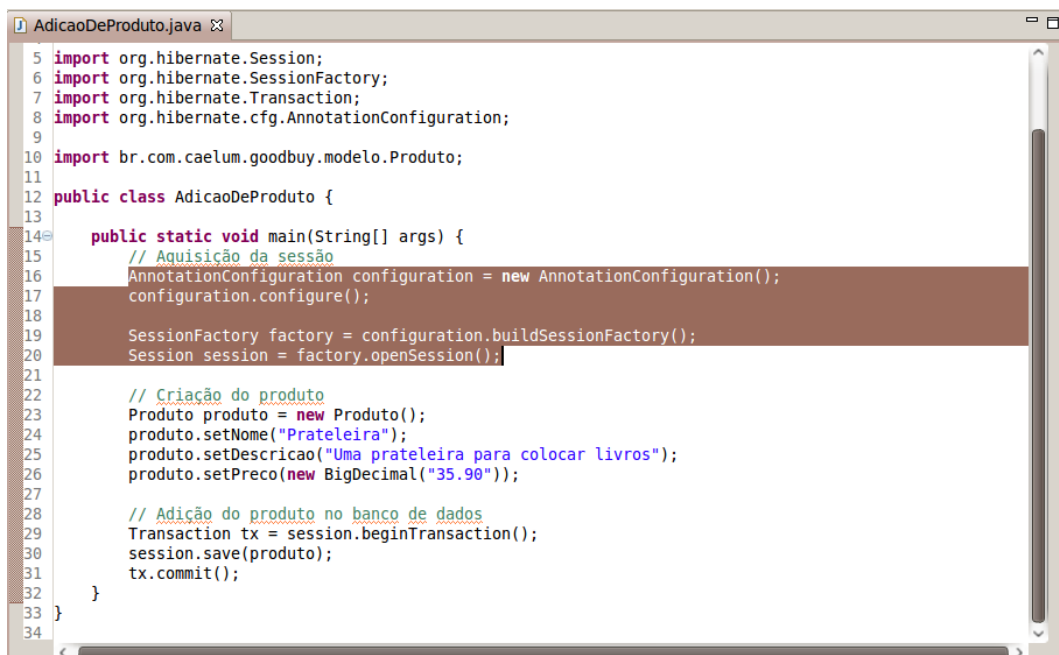 AdicaoDeProduto.java
5 import org.hibernate.Session;
6 import org.hibernate.SessionFactory;
7 import org.hibernate.Transaction;
8 import org.hibernate.cfg.AnnotationConfiguration;
9
10 import br.com.caelum.goodbuy.modelo.Produto;
11
12 public class AdicaoDeProduto {
13
14 public static void main(String[] args) {
15 // Aquisição da sessão
16 AnnotationConfiguration configuration = new AnnotationConfiguration();
17 configuration.configure();
18
19 SessionFactory factory = configuration.buildSessionFactory();
20 Session session = factory.openSession();
21
22 // Criação do produto
23 Produto produto = new Produto();
24 produto.setNome("Prateleira");
25 produto.setDescricao("Uma prateleira para colocar livros");
26 produto.setPreco(new BigDecimal("35.90"));
27
28 // Adição do produto no banco de dados
29 Transaction tx = session.beginTransaction();
30 session.save(produto);
31 tx.commit();
32 }
33 }
34